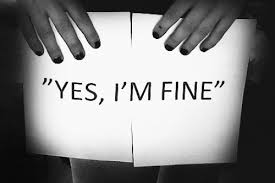 ”YES, I’M FINE”